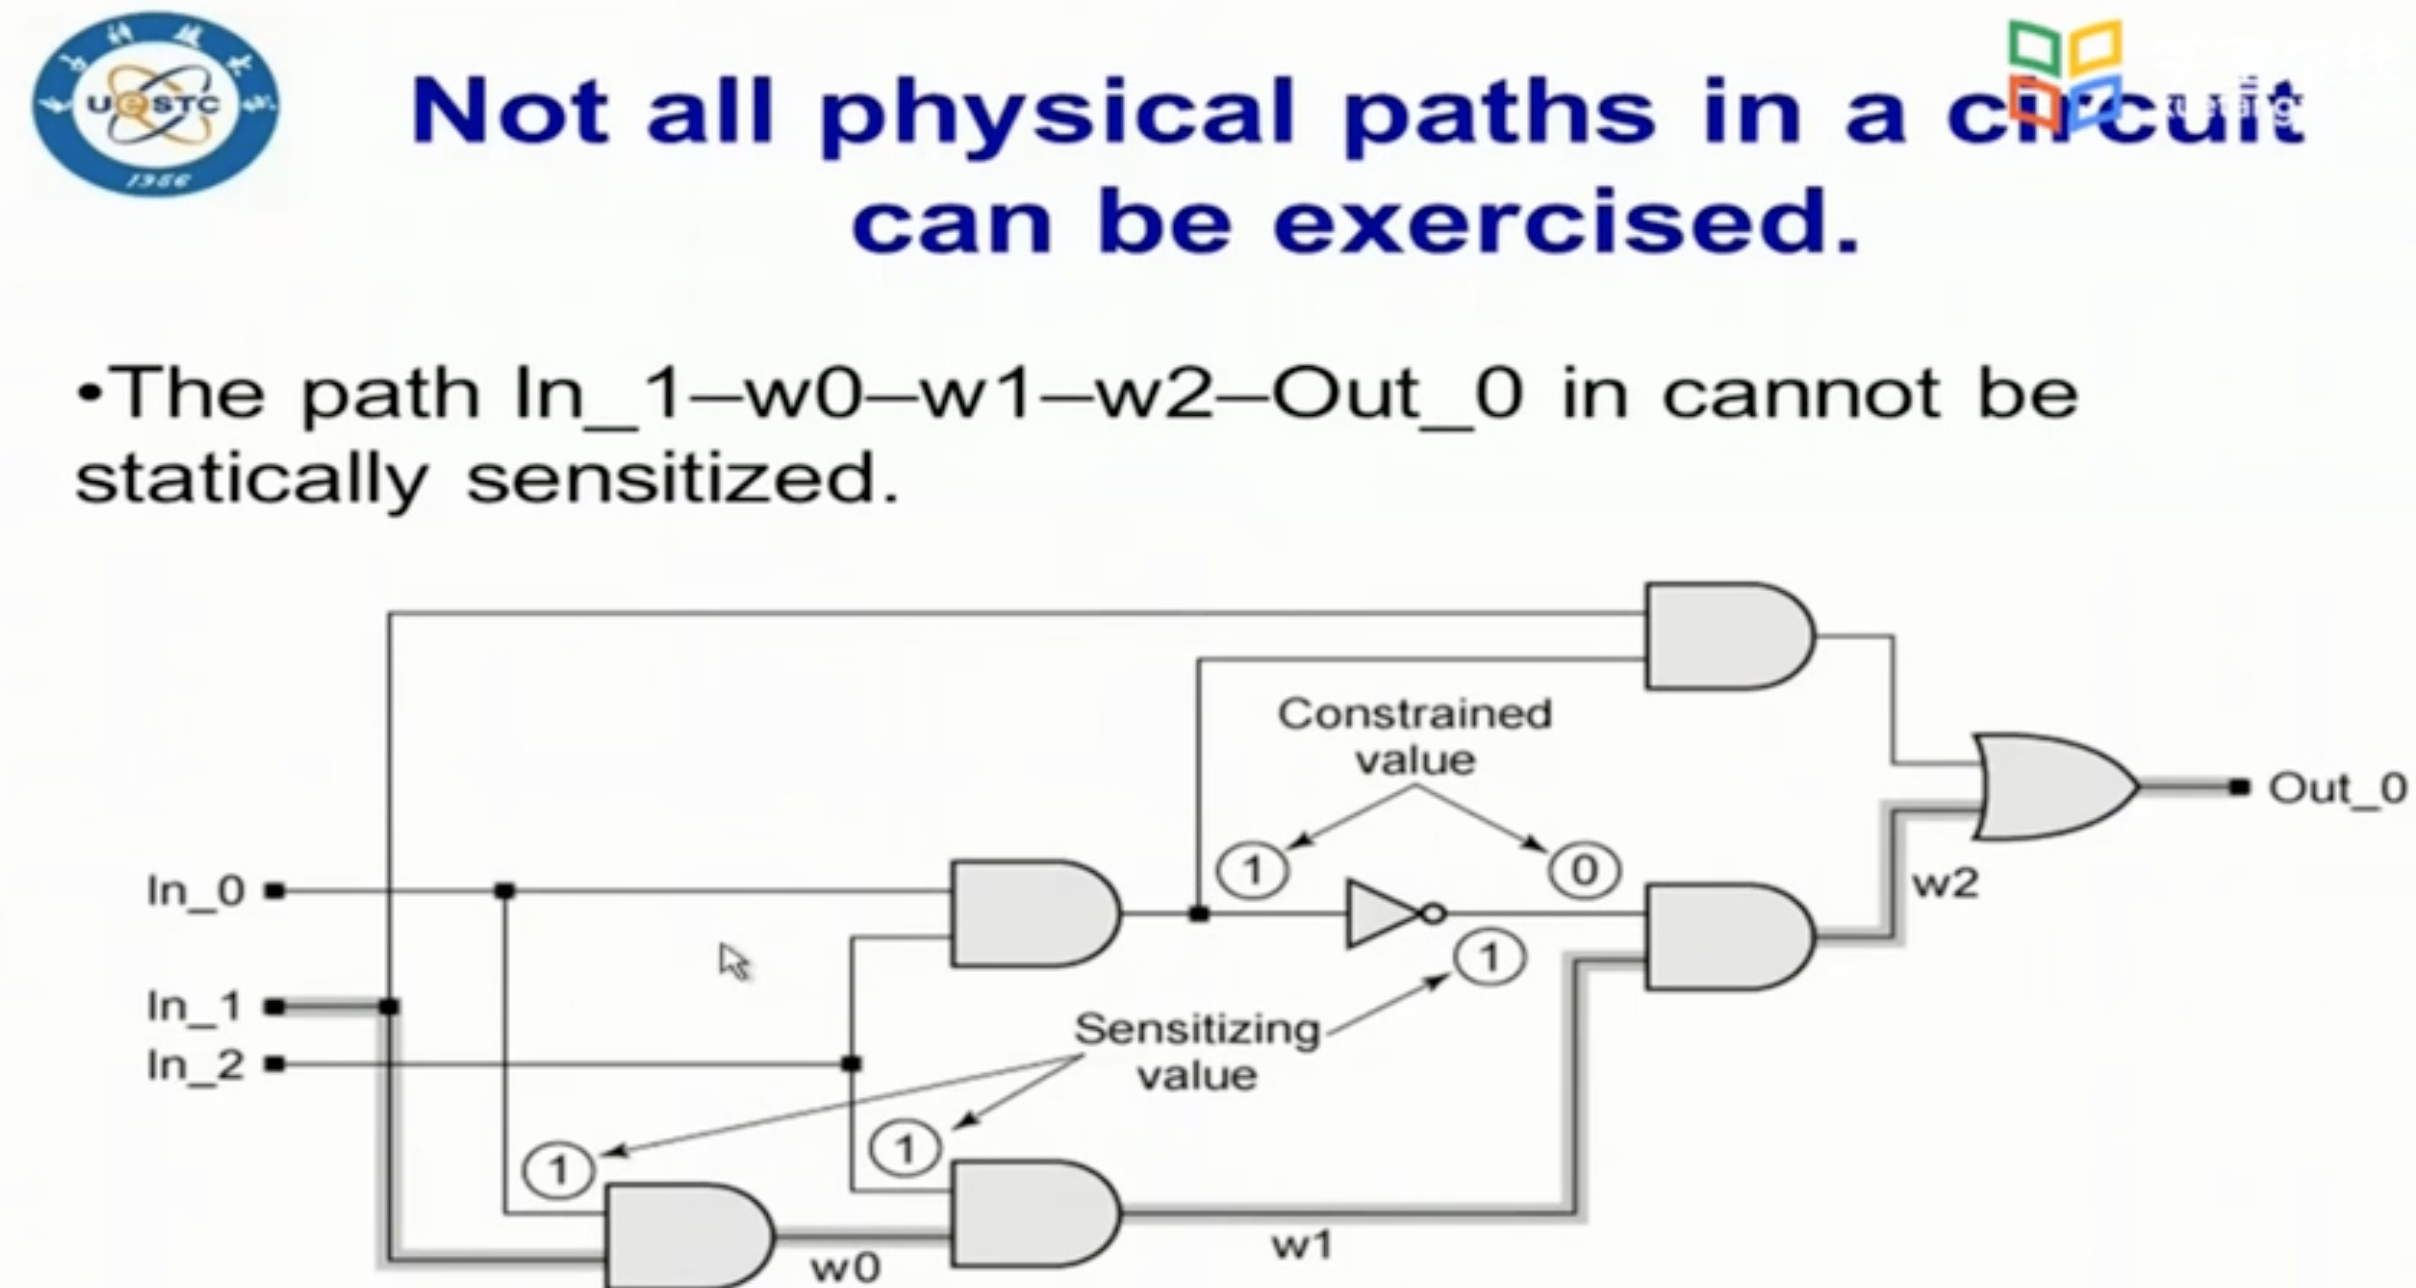 UESTC
1956
Not all physical paths in a circuit
can be exercised.
•The path In_1–w0–w1–w2–Out_0 in cannot be
statically sensitized.
Constrained
value
1
0
Out_0
In_0
w2
1
In_1
Sensitizing
value
In_2
1
1
w1
w0